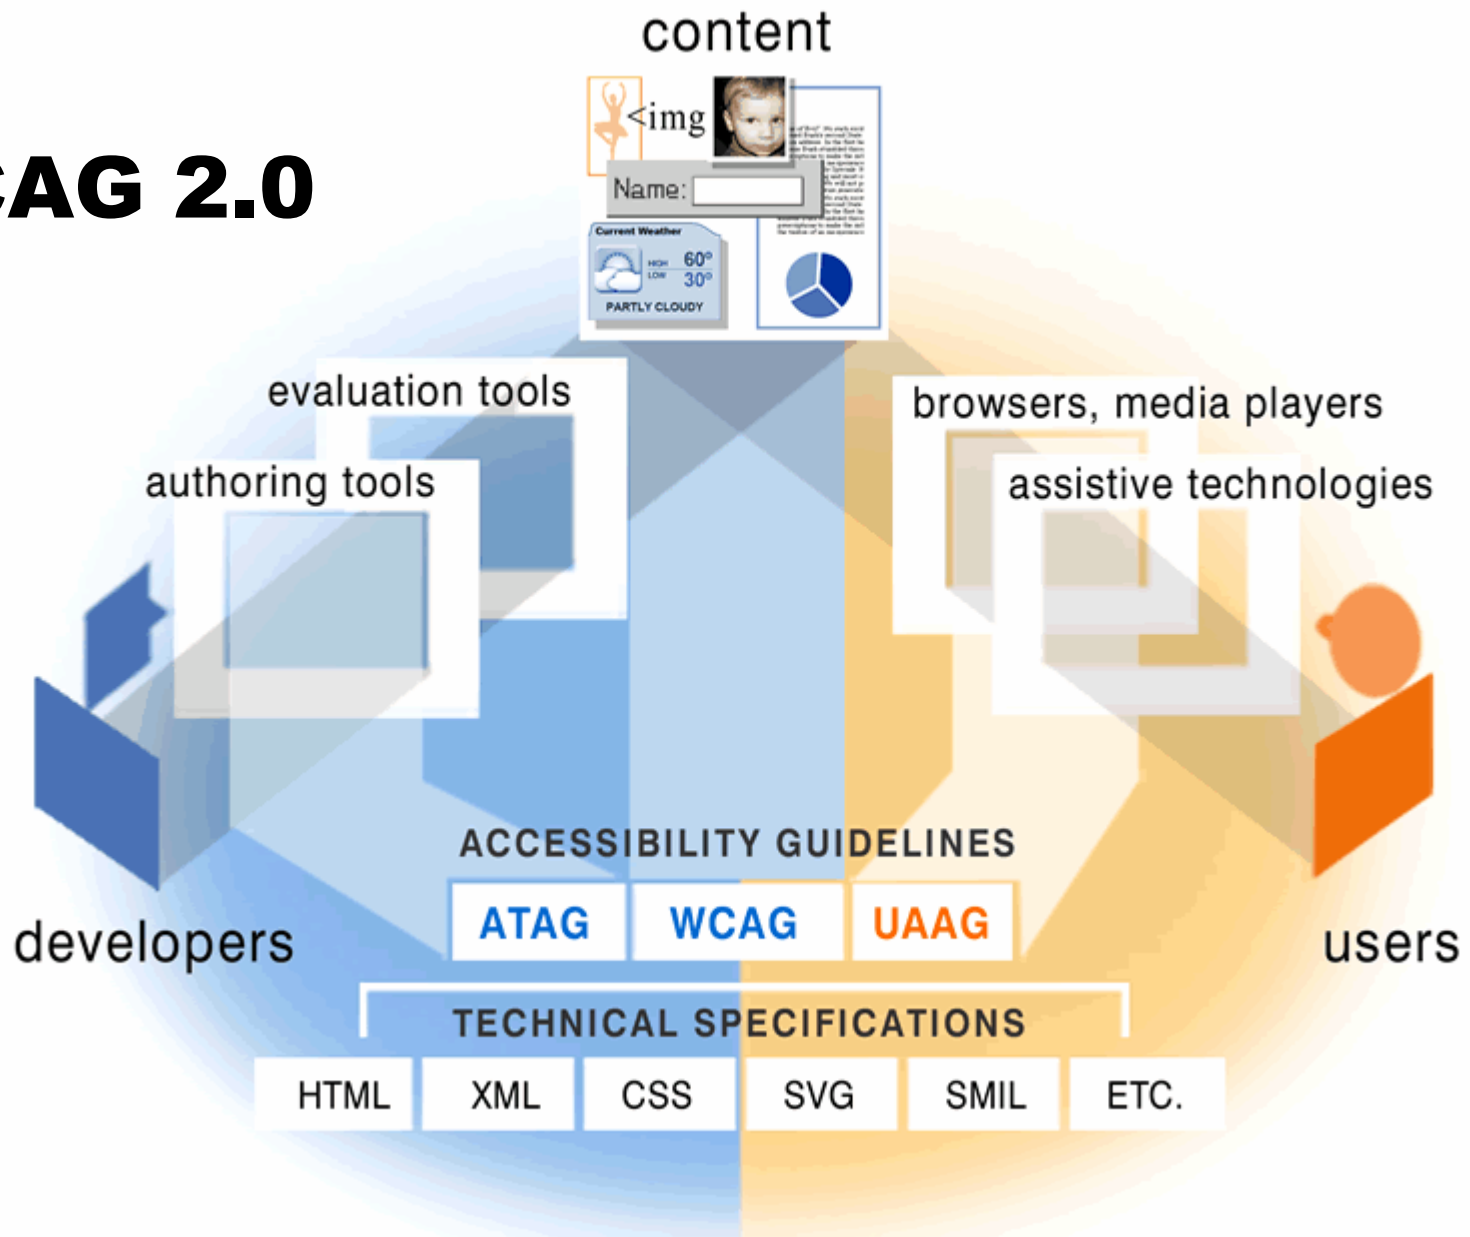 content
CAG 2.0
<img
Name:
Current Weather
HIGH 60°
LOW 30°
PARTLY CLOUDY
evaluation tools
browsers, media players
authoring tools
assistive technologies
ACCESSIBILITY GUIDELINES
ATAG WCAG UAAG
developers
users
TECHNICAL SPECIFICATIONS
HTML XML CSS SVG SMIL ETC.